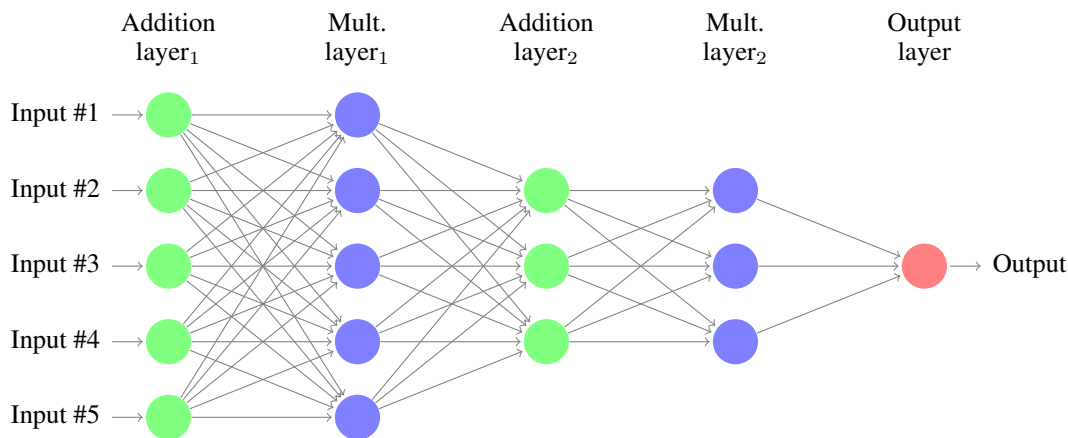 Addition
layer₁
Mult.
layer₁
Addition
layer₂
Mult.
layer₂
Output
layer
Input #1
Input #2
Input #3
Output
Input #4
Input #5